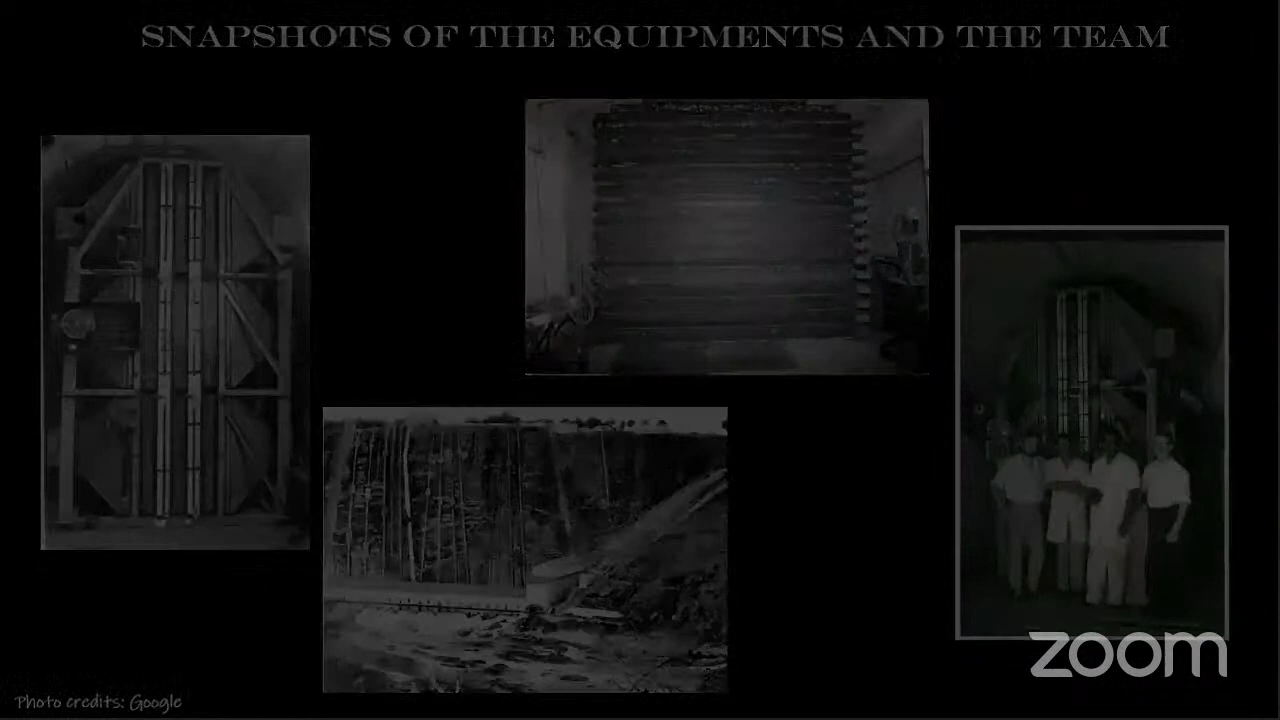 SNAPSHOTS OF THE EQUIPMENTS AND THE TEAM
zoom
Photo credits: Google